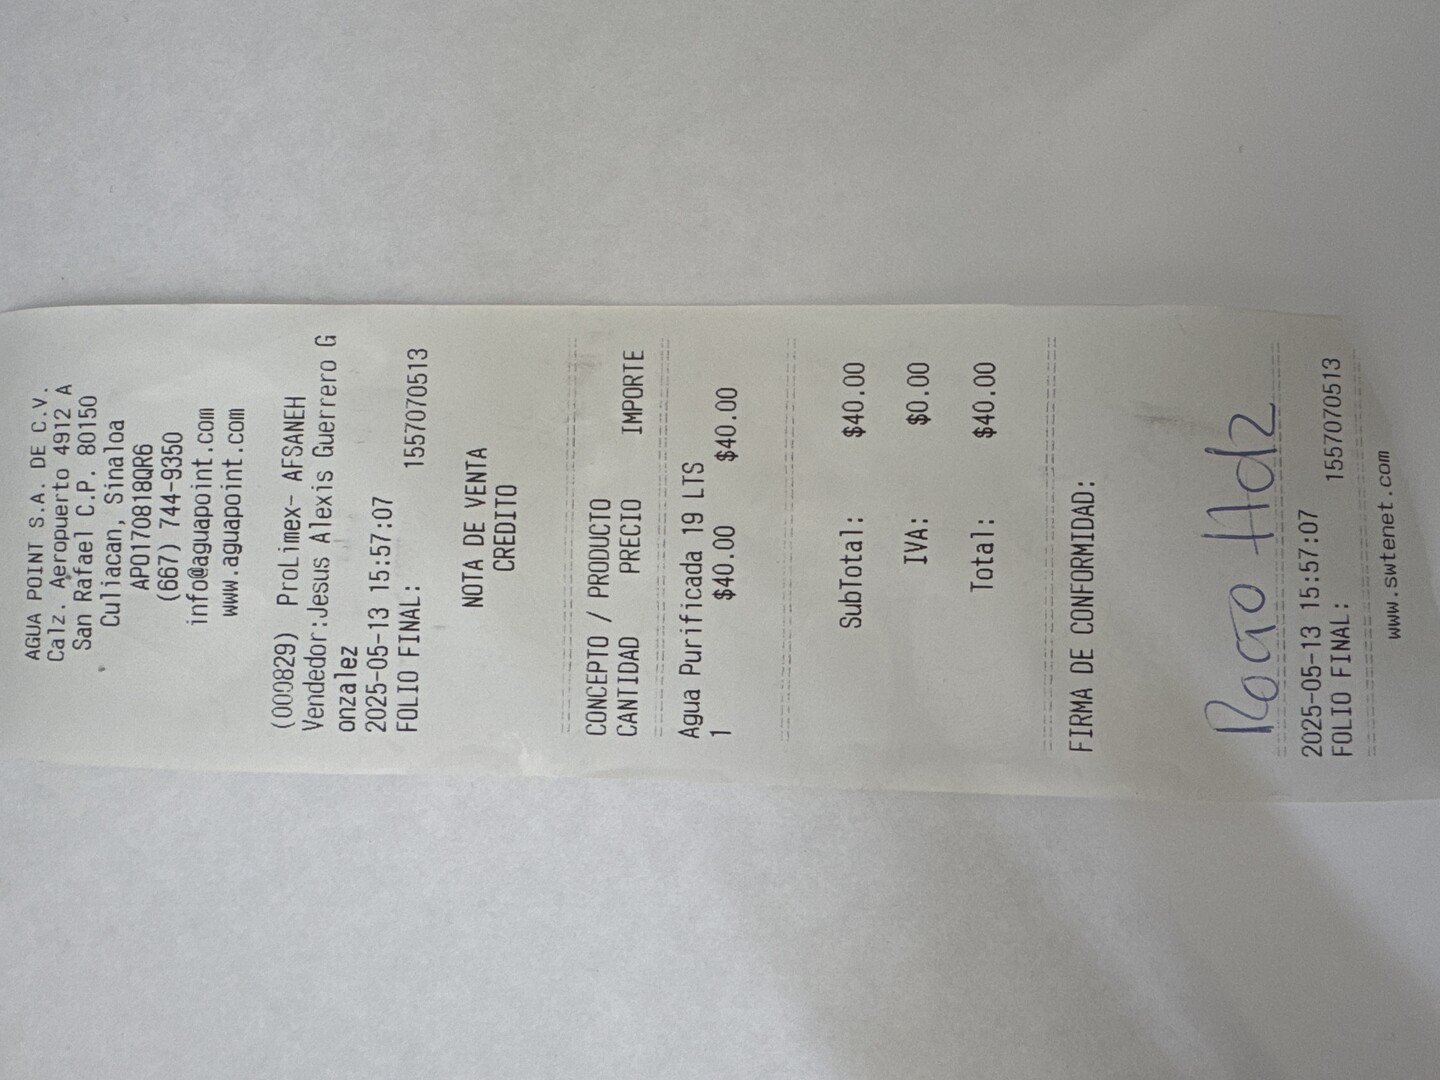 AGUA POINT S.A. DE C.V.
Calz. Aeropuerto 4912 A
San Rafael C.P. 80150
Culiacan, Sinaloa
APO170818QR6
(667) 744-9350
info@aguapoint.com
www.aguapoint.com
(000829) ProLimex- AFSANEH
Vendedor:Jesus Alexis Guerrero G
onzalez
2025-05-13 15:57:07
FOLIO FINAL: 1557070513
NOTA DE VENTA
CREDITO
CONCEPTO / PRODUCTO
CANTIDAD PRECIO IMPORTE
Agua Purificada 19 LTS
1 $40.00 $40.00
SubTotal: $40.00
IVA: $0.00
Total: $40.00
FIRMA DE CONFORMIDAD:
Hdz
2025-05-13 15:57:07
FOLIO FINAL: 1557070513
www.swtenet.com